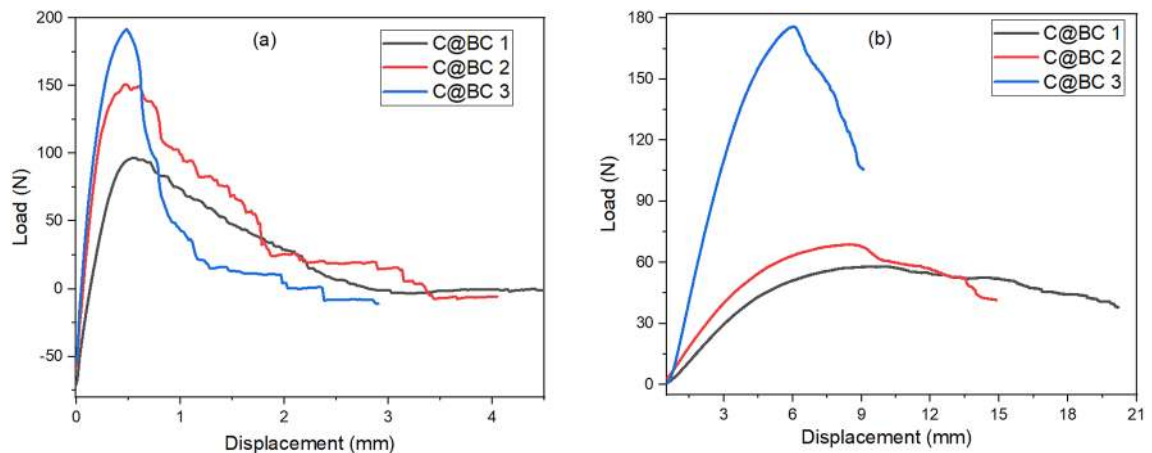 (a)
C@BC 1
C@BC 2
C@BC 3
200
150
100
50
0
-50
Load (N)
0 1 2 3 4
Displacement (mm)
(b)
C@BC 1
C@BC 2
C@BC 3
180
150
120
90
60
30
0
Load (N)
3 6 9 12 15 18 21
Displacement (mm)